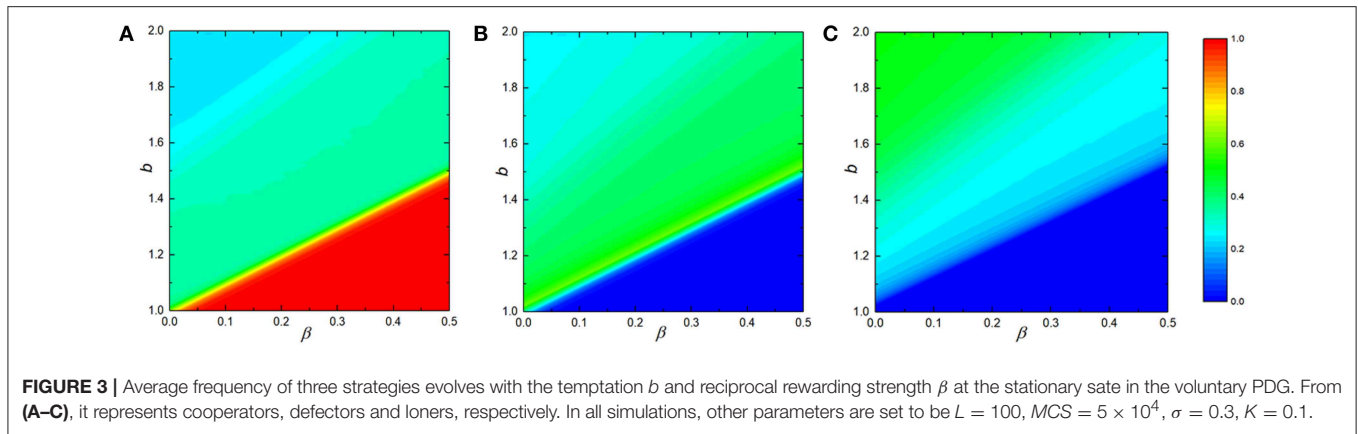 A
B
C
2.0
1.8
1.6
1.4
1.2
1.0
b
0.0 0.1 0.2 0.3 0.4 0.5
β
2.0
1.8
1.6
1.4
1.2
1.0
b
0.0 0.1 0.2 0.3 0.4 0.5
β
2.0
1.8
1.6
1.4
1.2
1.0
b
0.0 0.1 0.2 0.3 0.4 0.5
β
1.0
0.8
0.6
0.4
0.2
0.0
FIGURE 3 | Average frequency of three strategies evolves with the temptation b and reciprocal rewarding strength β at the stationary sate in the voluntary PDG. From
(A–C), it represents cooperators, defectors and loners, respectively. In all simulations, other parameters are set to be L = 100, MCS = 5 × 10⁴, σ = 0.3, K = 0.1.